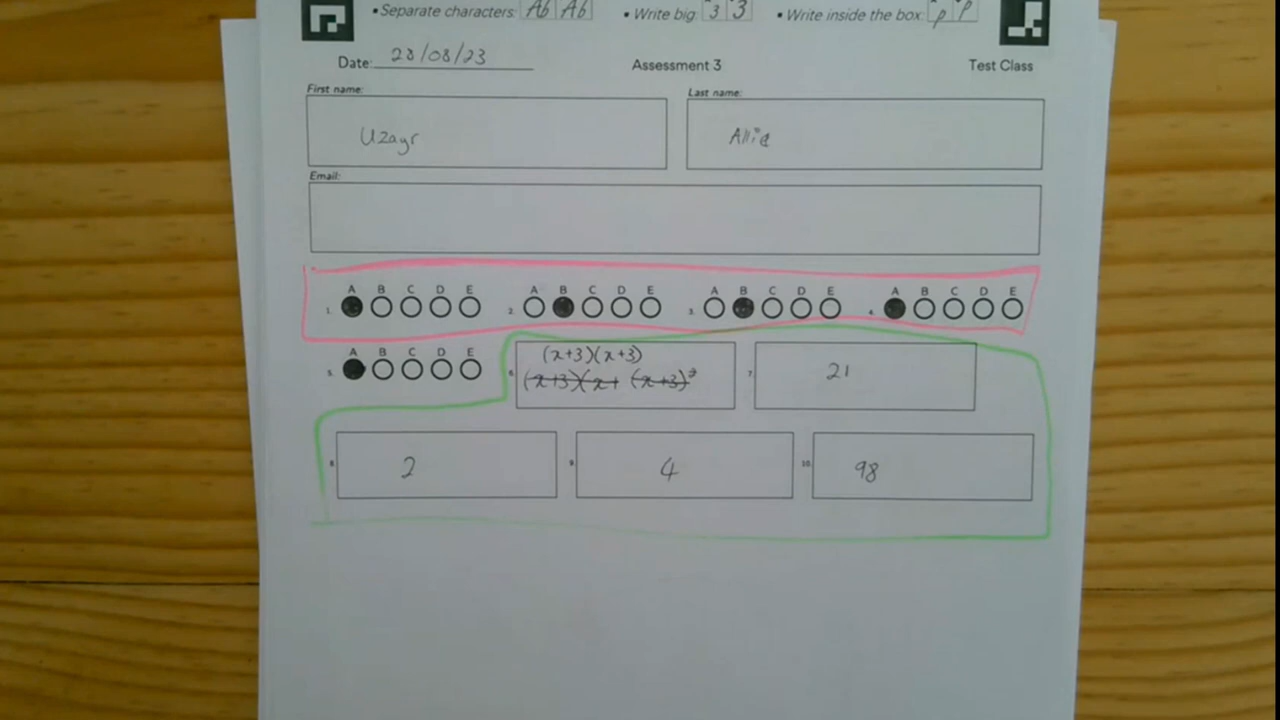 • Separate characters: Ab Ab • Write big: 3 3 • Write inside the box: p p
Date: 28/08/23 Assessment 3 Test Class
First name: Last name:
Uzayr Allie
Email:
A B C D E A B C D E A B C D E A B C D E
1. 2. 3. 4.
A B C D E
5. 6. (x+3)(x+3) 7. 21
(x+3)(x+ (x+3)²
8. 2 9. 4 10. 98